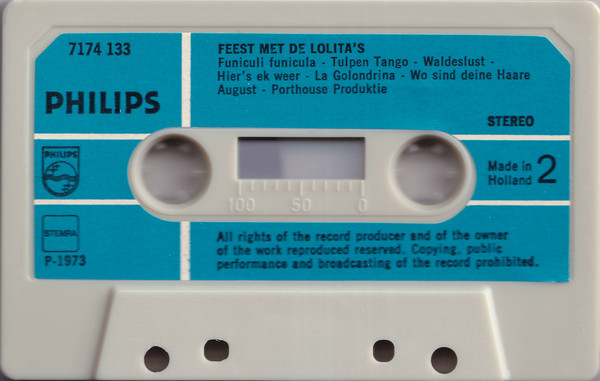 7174 133
FEEST MET DE LOLITA'S
Funiculi funicula - Tulpen Tango - Waldeslust -
Hier's ek weer - La Golondrina - Wo sind deine Haare
August - Porthouse Produktie
PHILIPS
STEREO
PHILIPS
Made in
Holland 2
100 50 0
STEMRA
P-1973
All rights of the record producer and of the owner
of the work reproduced reserved. Copying, public
performance and broadcasting of the record prohibited.